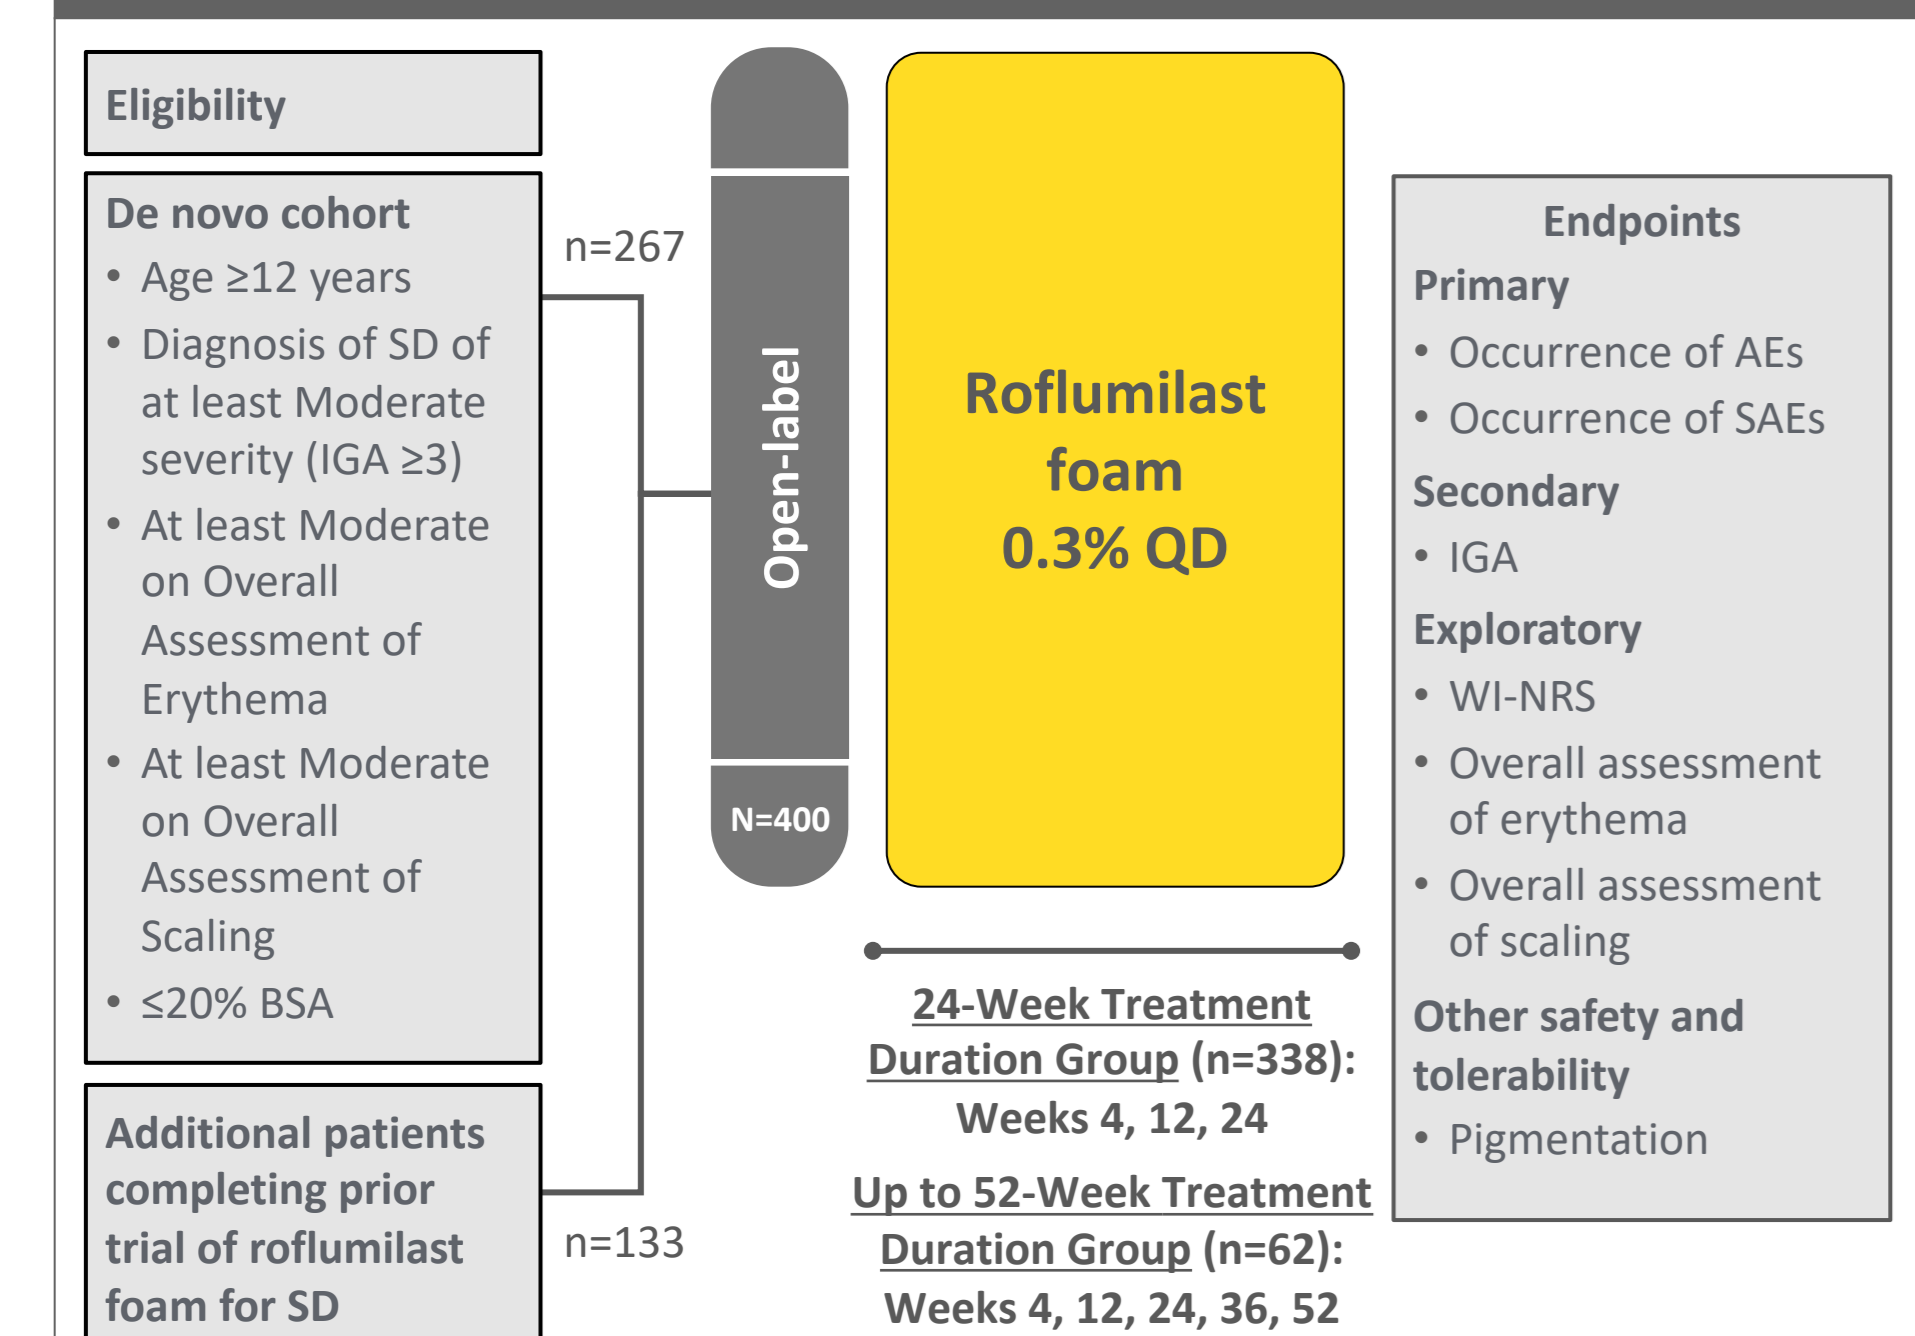 Eligibility
De novo cohort
• Age ≥12 years
• Diagnosis of SD of
at least Moderate
severity (IGA ≥3)
• At least Moderate
on Overall
Assessment of
Erythema
• At least Moderate
on Overall
Assessment of
Scaling
• ≤20% BSA
Additional patients
completing prior
trial of roflumilast
foam for SD
n=267
n=133
Open-label
N=400
Roflumilast
foam
0.3% QD
24-Week Treatment
Duration Group (n=338):
Weeks 4, 12, 24
Up to 52-Week Treatment
Duration Group (n=62):
Weeks 4, 12, 24, 36, 52
Endpoints
Primary
• Occurrence of AEs
• Occurrence of SAEs
Secondary
• IGA
Exploratory
• WI-NRS
• Overall assessment
of erythema
• Overall assessment
of scaling
Other safety and
tolerability
• Pigmentation